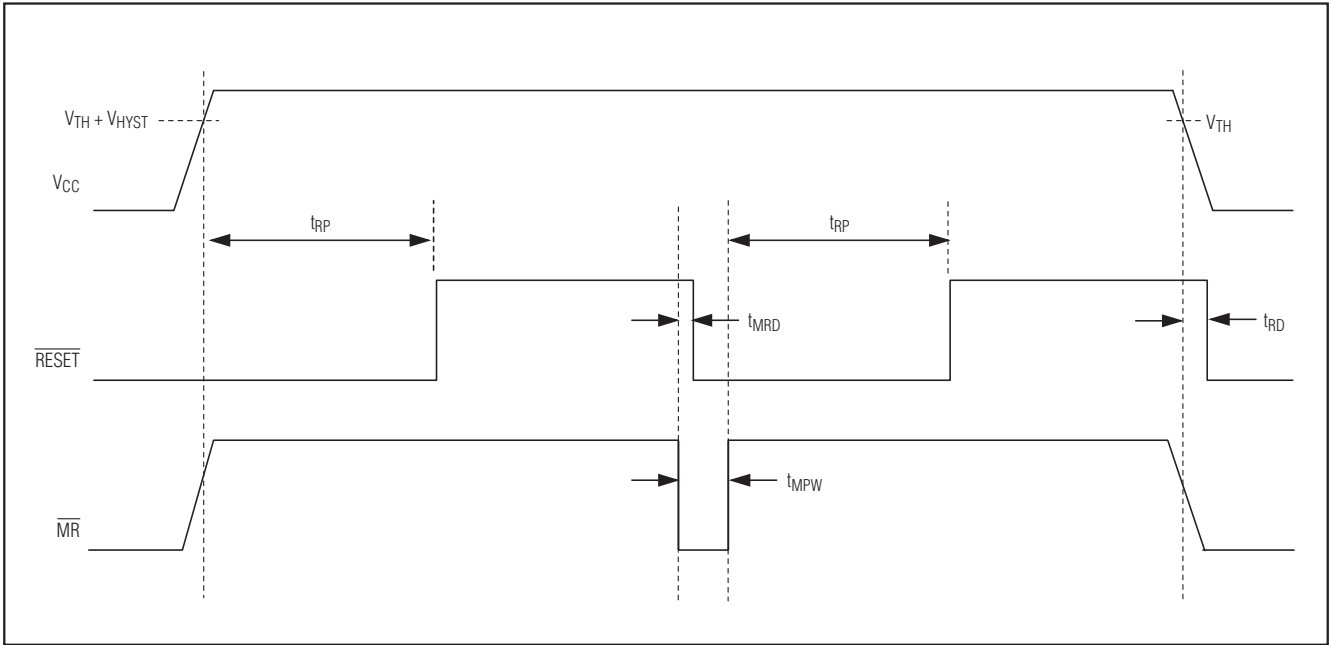 VTH + VHYST
VTH
VCC
tRP
tRP
tMRD
tRD
RESET
tMPW
MR